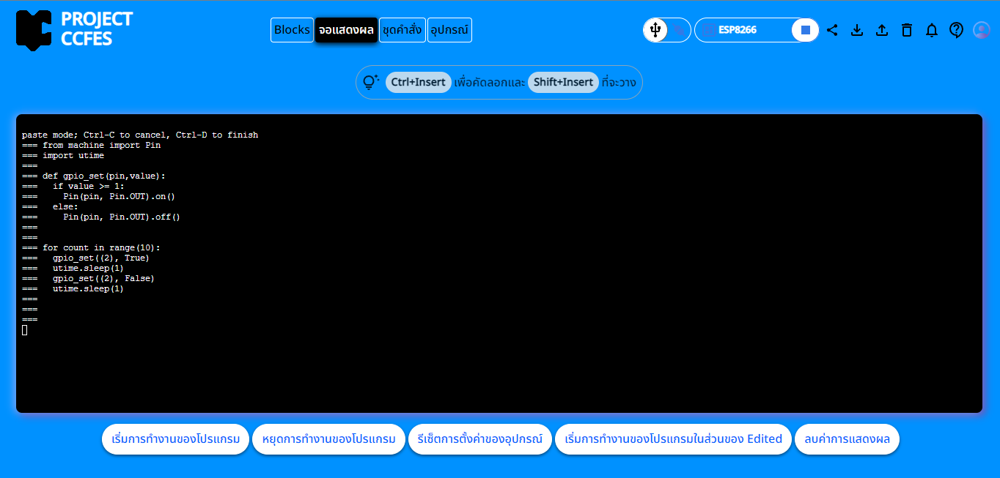 PROJECT
CCFES
Blocks จอแสดงผล ชุดคำสั่ง อุปกรณ์
ESP8266
Ctrl+Insert เพื่อคัดลอกและ Shift+Insert ที่จะวาง
paste mode; Ctrl-C to cancel, Ctrl-D to finish
=== from machine import Pin
=== import utime
===
=== def gpio_set(pin,value):
===   if value >= 1:
===     Pin(pin, Pin.OUT).on()
===   else:
===     Pin(pin, Pin.OUT).off()
===
===
=== for count in range(10):
===   gpio_set((2), True)
===   utime.sleep(1)
===   gpio_set((2), False)
===   utime.sleep(1)
===
===
===
เริ่มการทำงานของโปรแกรม หยุดการทำงานของโปรแกรม รีเซ็ตการตั้งค่าของอุปกรณ์ เริ่มการทำงานของโปรแกรมในส่วนของ Edited ลบค่าการแสดงผล